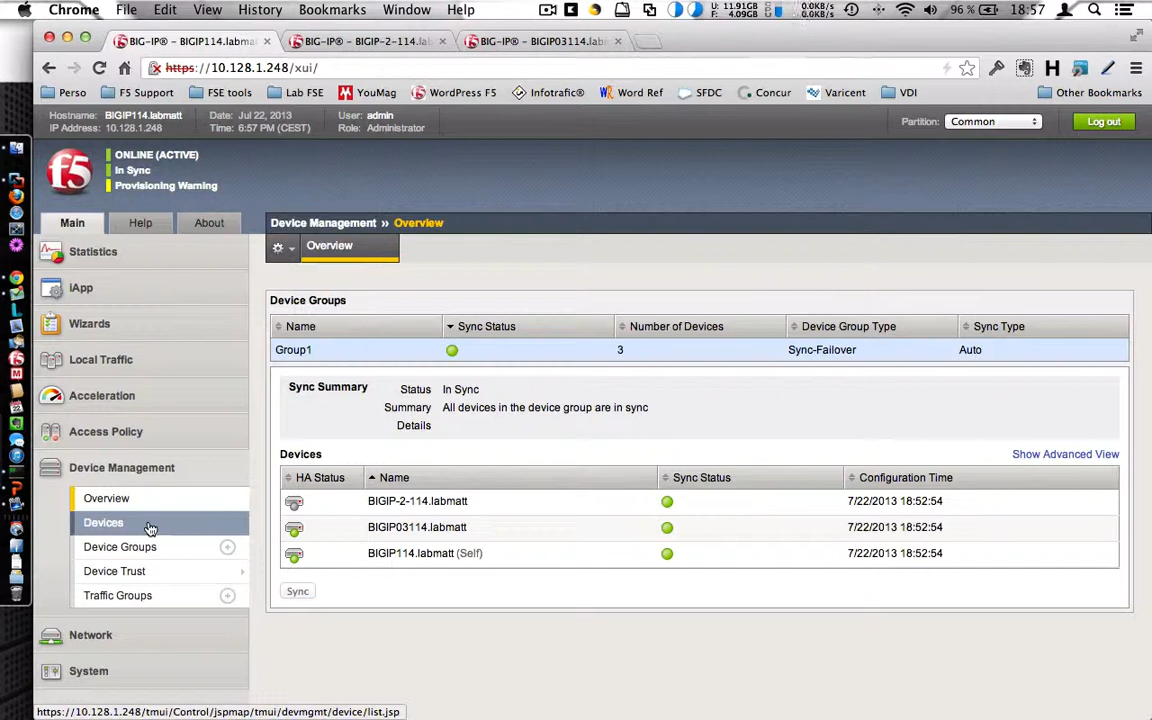 Chrome File Edit View History Bookmarks Window Help U: 11.91GB F: 4.09GB 0.0KB/s 0.0KB/s 96 % 18:57
BIG-IP® – BIGIP114.labmat BIG-IP® – BIGIP-2-114.lab BIG-IP® – BIGIP03114.lab
https://10.128.1.248/xui/
Perso F5 Support FSE tools Lab FSE YouMag WordPress F5 Infotrafic® Word Ref SFDC Concur Varicent VDI Other Bookmarks
Hostname: BIGIP114.labmatt Date: Jul 22, 2013 User: admin
IP Address: 10.128.1.248 Time: 6:57 PM (CEST) Role: Administrator
Partition: Common Log out
f5
ONLINE (ACTIVE)
In Sync
Provisioning Warning
Main Help About
Device Management » Overview
Overview
Statistics
iApp
Wizards
Local Traffic
Acceleration
Access Policy
Device Management
Overview
Devices
Device Groups
Device Trust
Traffic Groups
Network
System
Device Groups
Name Sync Status Number of Devices Device Group Type Sync Type
Group1 3 Sync-Failover Auto
Sync Summary Status In Sync
Summary All devices in the device group are in sync
Details
Devices Show Advanced View
HA Status Name Sync Status Configuration Time
BIGIP-2-114.labmatt 7/22/2013 18:52:54
BIGIP03114.labmatt 7/22/2013 18:52:54
BIGIP114.labmatt (Self) 7/22/2013 18:52:54
Sync
https://10.128.1.248/tmui/Control/jspmap/tmui/devmgmt/device/list.jsp